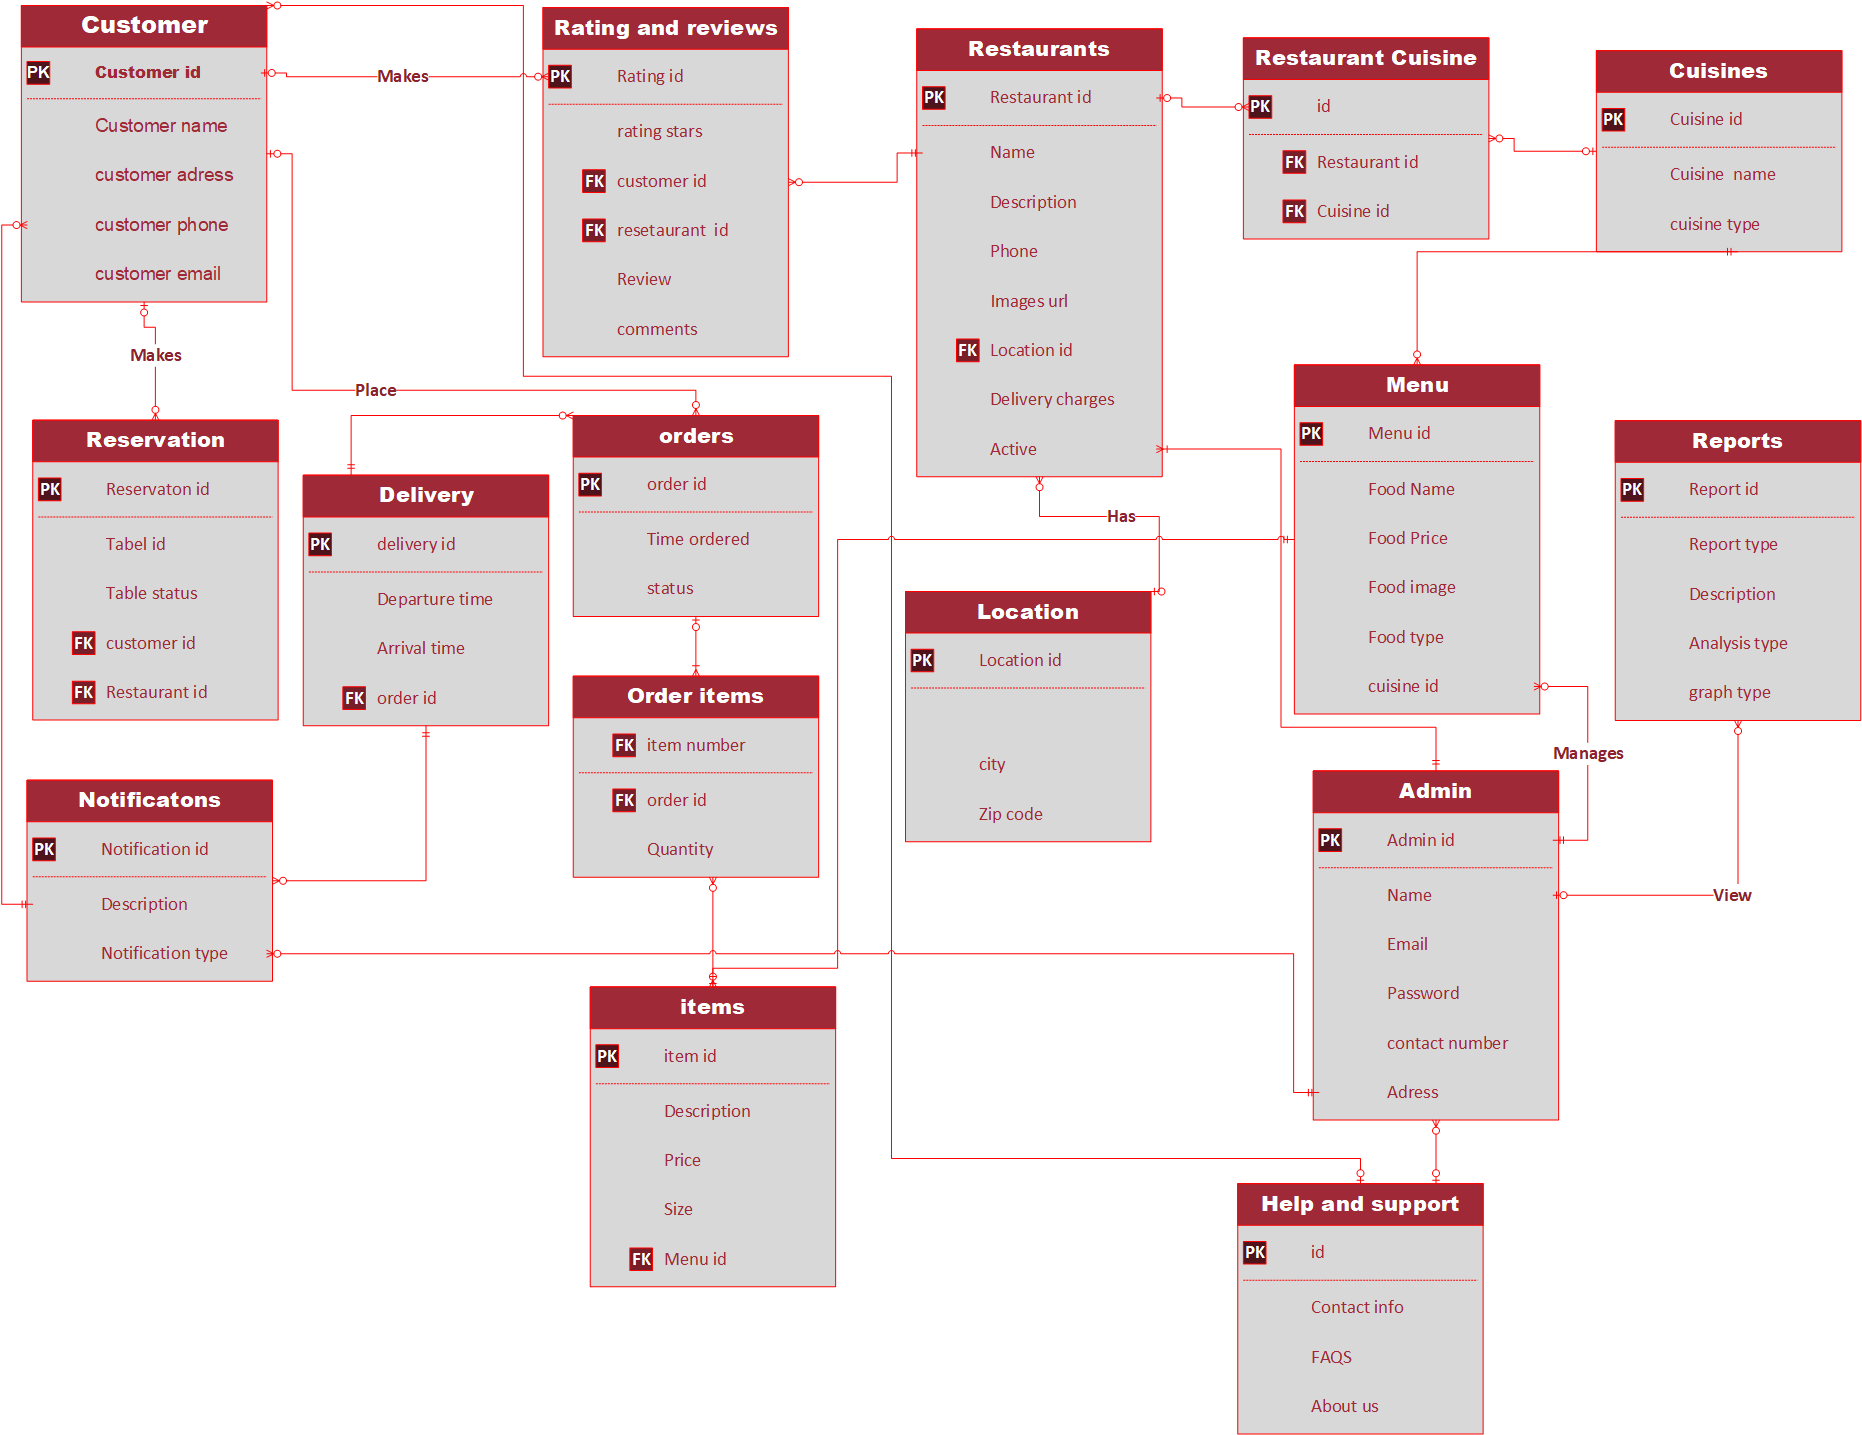 Customer
PK Customer id
Customer name
customer adress
customer phone
customer email
Makes
Rating and reviews
PK Rating id
rating stars
FK customer id
FK resetaurant id
Review
comments
Restaurants
PK Restaurant id
Name
Description
Phone
Images url
FK Location id
Delivery charges
Active
Restaurant Cuisine
PK id
FK Restaurant id
FK Cuisine id
Cuisines
PK Cuisine id
Cuisine name
cuisine type
Makes
Place
Reservation
PK Reservaton id
Tabel id
Table status
FK customer id
FK Restaurant id
Delivery
PK delivery id
Departure time
Arrival time
FK order id
orders
PK order id
Time ordered
status
Has
Menu
PK Menu id
Food Name
Food Price
Food image
Food type
cuisine id
Reports
PK Report id
Report type
Description
Analysis type
graph type
Order items
FK item number
FK order id
Quantity
Location
PK Location id
city
Zip code
Manages
View
Notificatons
PK Notification id
Description
Notification type
Admin
PK Admin id
Name
Email
Password
contact number
Adress
items
PK item id
Description
Price
Size
FK Menu id
Help and support
PK id
Contact info
FAQS
About us